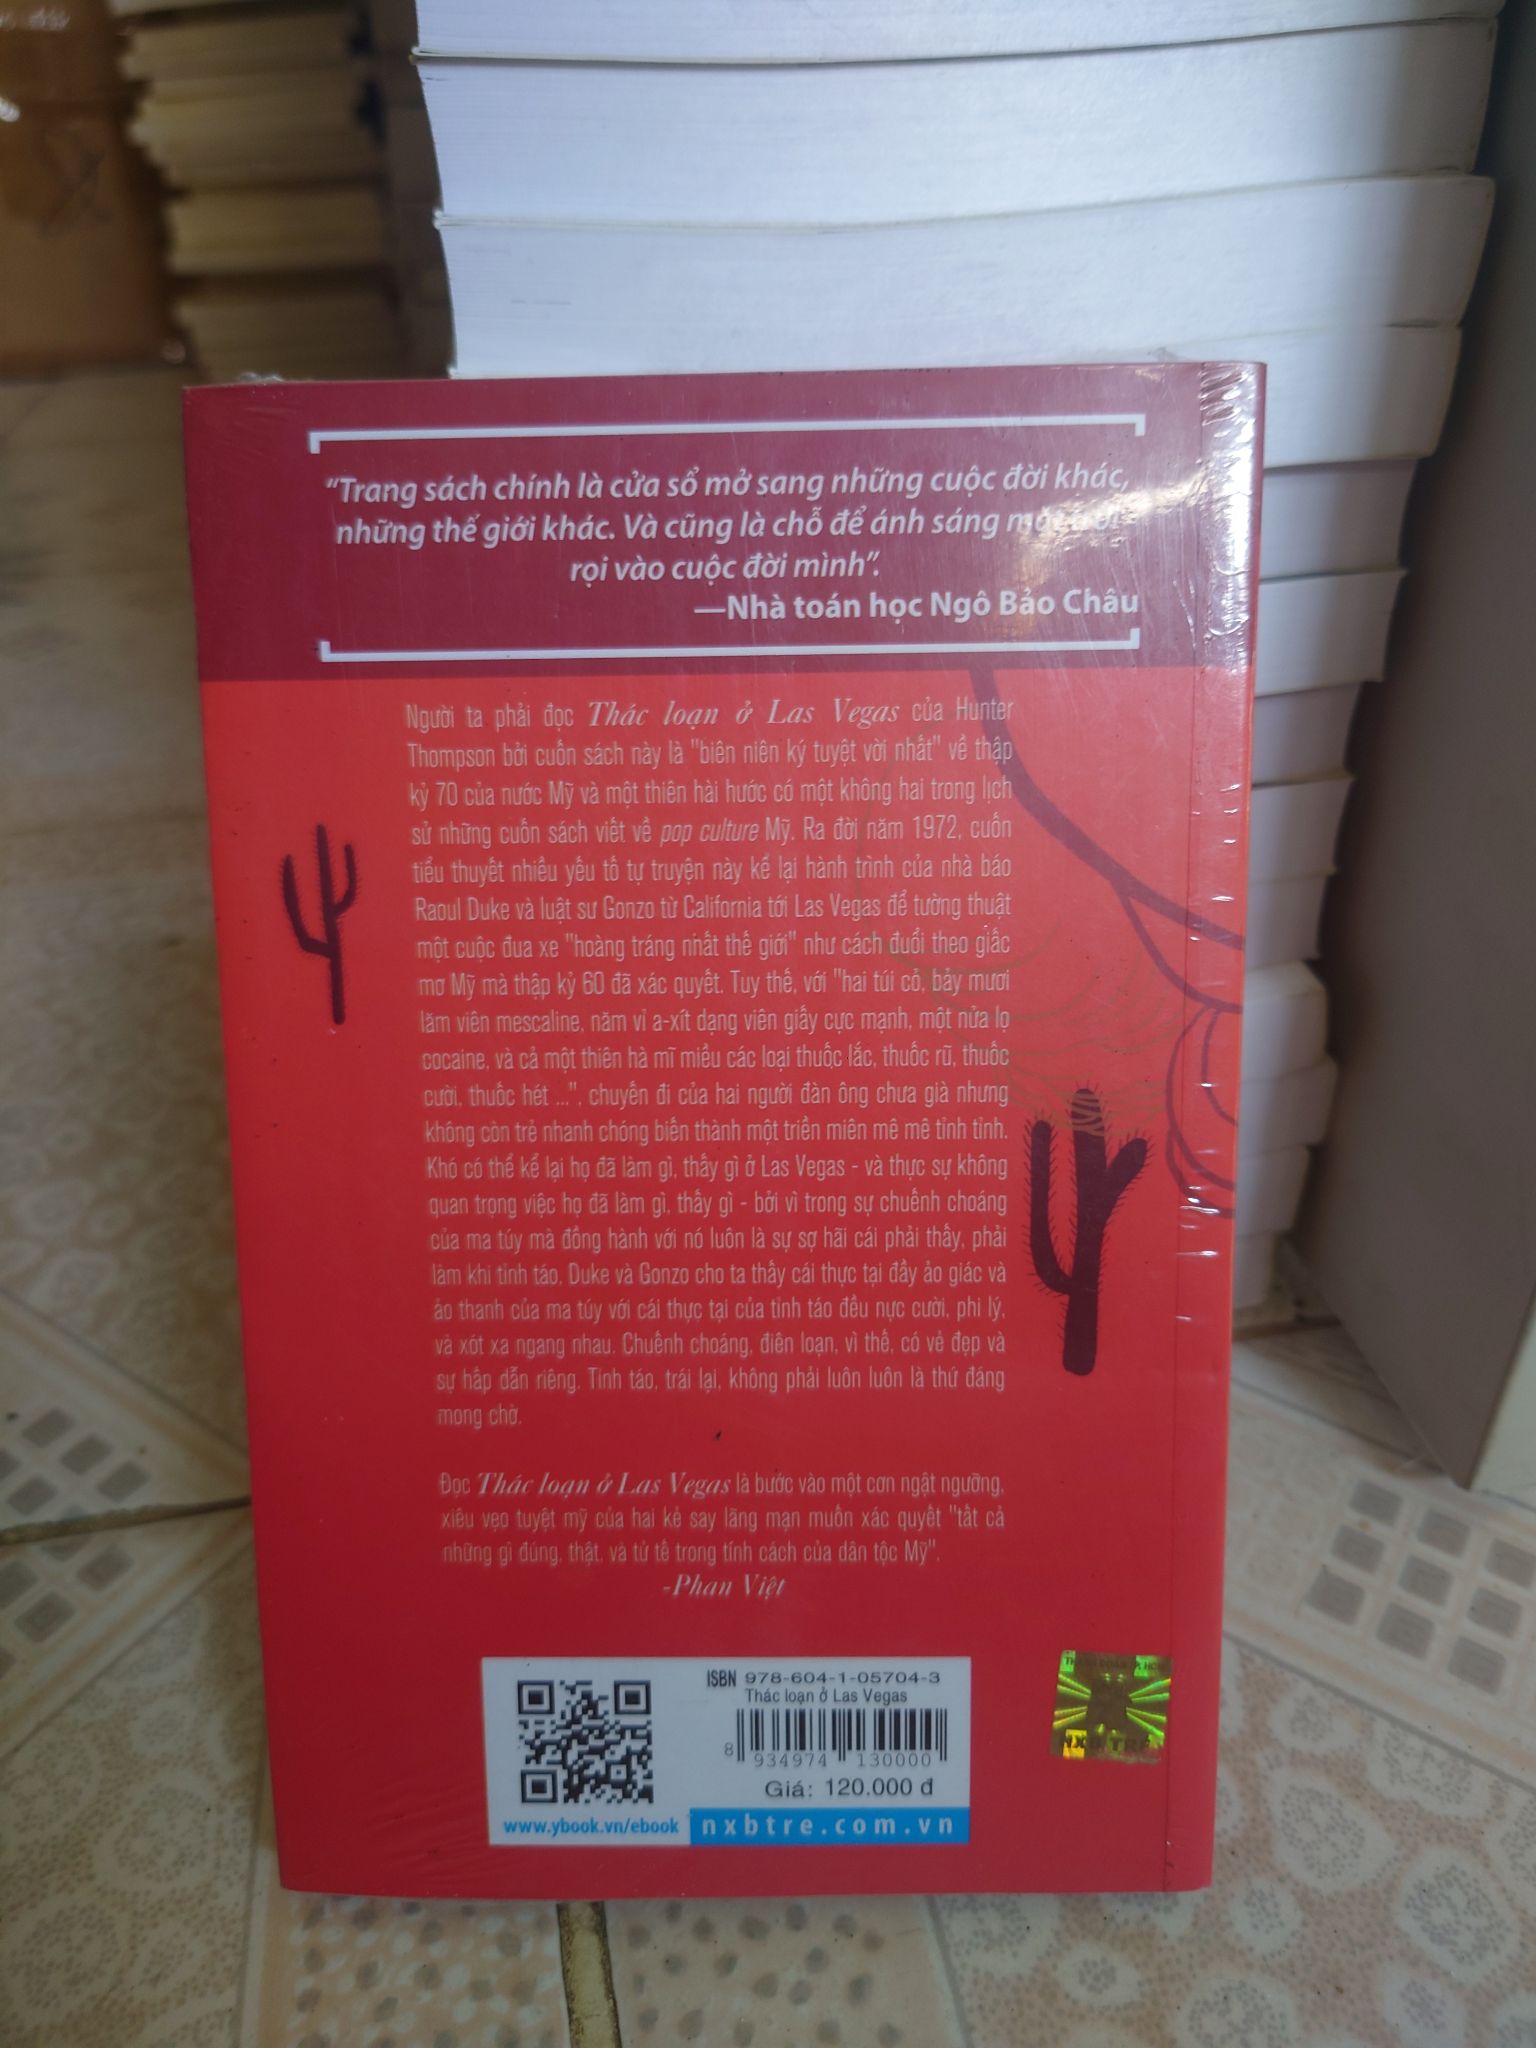 “Trang sách chính là cửa sổ mở sang những cuộc đời khác,
những thế giới khác. Và cũng là chỗ để ánh sáng mặt trời
rọi vào cuộc đời mình”.
—Nhà toán học Ngô Bảo Châu
Người ta phải đọc Thác loạn ở Las Vegas của Hunter
Thompson bởi cuốn sách này là "biên niên ký tuyệt vời nhất" về thập
kỷ 70 của nước Mỹ và một thiên hài hước có một không hai trong lịch
sử những cuốn sách viết về pop culture Mỹ. Ra đời năm 1972, cuốn
tiểu thuyết nhiều yếu tố tự truyện này kể lại hành trình của nhà báo
Raoul Duke và luật sư Gonzo từ California tới Las Vegas để tường thuật
một cuộc đua xe "hoàng tráng nhất thế giới" như cách đuổi theo giấc
mơ Mỹ mà thập kỷ 60 đã xác quyết. Tuy thế, với "hai túi cỏ, bảy mươi
lăm viên mescaline, năm vỉ a-xít dạng viên giấy cực mạnh, một nửa lọ
cocaine, và cả một thiên hà mĩ miều các loại thuốc lắc, thuốc rũ, thuốc
cười, thuốc hét ...", chuyến đi của hai người đàn ông chưa già nhưng
không còn trẻ nhanh chóng biến thành một triền miên mê mê tỉnh tỉnh.
Khó có thể kể lại họ đã làm gì, thấy gì ở Las Vegas - và thực sự không
quan trọng việc họ đã làm gì, thấy gì - bởi vì trong sự chuếnh choáng
của ma túy mà đồng hành với nó luôn là sự sợ hãi cái phải thấy, phải
làm khi tỉnh táo, Duke và Gonzo cho ta thấy cái thực tại đầy ảo giác và
ảo thanh của ma túy với cái thực tại của tỉnh táo đều nực cười, phi lý,
và xót xa ngang nhau. Chuếnh choáng, điên loạn, vì thế, có vẻ đẹp và
sự hấp dẫn riêng. Tỉnh táo, trái lại, không phải luôn luôn là thứ đáng
mong chờ.
Đọc Thác loạn ở Las Vegas là bước vào một cơn ngật ngưỡng,
xiêu vẹo tuyệt mỹ của hai kẻ say lãng mạn muốn xác quyết "tất cả
những gì đúng, thật, và tử tế trong tính cách của dân tộc Mỹ".
-Phan Việt
ISBN 978-604-1-05704-3
Thác loạn ở Las Vegas
8 934974 130000
Giá: 120.000 đ
www.ybook.vn/ebook
nxbtre.com.vn
NXB TRẺ